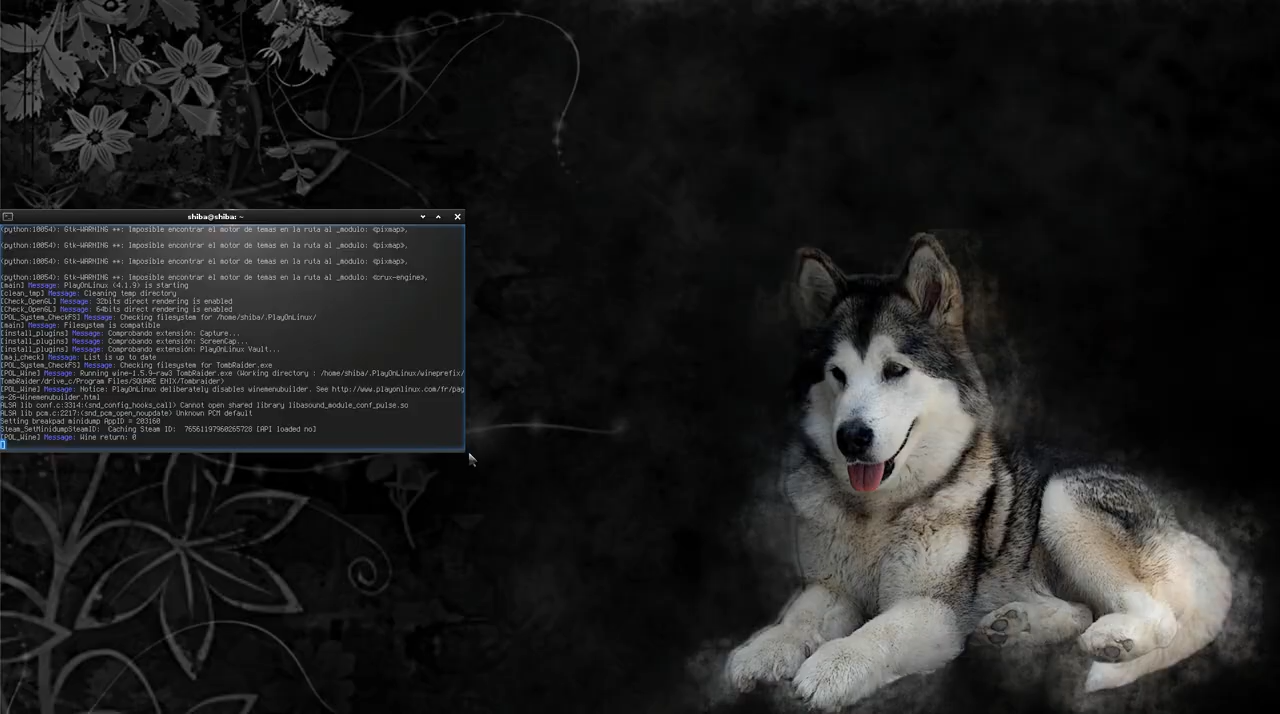 shiba@shiba: ~
(python:10054): Gtk-WARNING **: Imposible encontrar el motor de temas en la ruta al _modulo: «pixmap»,
(python:10054): Gtk-WARNING **: Imposible encontrar el motor de temas en la ruta al _modulo: «pixmap»,
(python:10054): Gtk-WARNING **: Imposible encontrar el motor de temas en la ruta al _modulo: «pixmap»,
(python:10054): Gtk-WARNING **: Imposible encontrar el motor de temas en la ruta al _modulo: «crux-engine»,
[main] Message: PlayOnLinux (4.1.9) is starting
[clean_tmp] Message: Cleaning temp directory
[Check_OpenGL] Message: 32bits direct rendering is enabled
[Check_OpenGL] Message: 64bits direct rendering is enabled
[POL_System_CheckFS] Message: Checking filesystem for /home/shiba/.PlayOnLinux/
[main] Message: Filesystem is compatible
[install_plugins] Message: Comprobando extensión: Capture...
[install_plugins] Message: Comprobando extensión: ScreenCap...
[install_plugins] Message: Comprobando extensión: PlayOnLinux Vault...
[maj_check] Message: List is up to date
[POL_System_CheckFS] Message: Checking filesystem for TombRaider.exe
[POL_Wine] Message: Running wine-1.5.9-raw3 TombRaider.exe (Working directory : /home/shiba/.PlayOnLinux/wineprefix/
TombRaider/drive_c/Program Files/SQUARE ENIX/Tombraider)
[POL_Wine] Message: Notice: PlayOnLinux deliberately disables winemenubuilder. See http://www.playonlinux.com/fr/pag
e-26-Winemenubuilder.html
ALSA lib conf.c:3314:(snd_config_hooks_call) Cannot open shared library libasound_module_conf_pulse.so
ALSA lib pcm.c:2217:(snd_pcm_open_noupdate) Unknown PCM default
Setting breakpad minidump AppID = 203160
Steam_SetMinidumpSteamID:  Caching Steam ID:  76561197960265728 [API loaded no]
[POL_Wine] Message: Wine return: 0